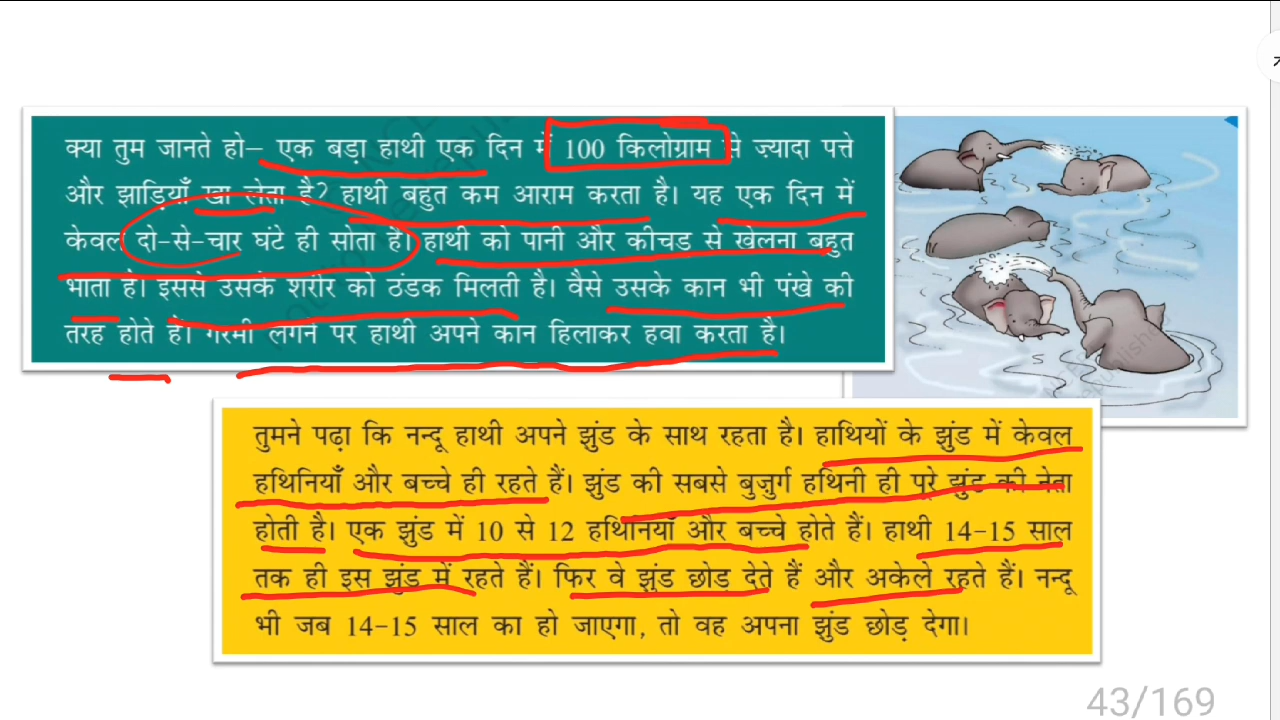 क्या तुम जानते हो– एक बड़ा हाथी एक दिन में 100 किलोग्राम से ज़्यादा पत्ते
और झाड़ियाँ खा लेता है? हाथी बहुत कम आराम करता है। यह एक दिन में
केवल दो-से-चार घंटे ही सोता है। हाथी को पानी और कीचड़ से खेलना बहुत
भाता है। इससे उसके शरीर को ठंडक मिलती है। वैसे उसके कान भी पंखे की
तरह होते हैं। गरमी लगने पर हाथी अपने कान हिलाकर हवा करता है।
तुमने पढ़ा कि नन्दू हाथी अपने झुंड के साथ रहता है। हाथियों के झुंड में केवल
हथिनियाँ और बच्चे ही रहते हैं। झुंड की सबसे बुज़ुर्ग हथिनी ही पूरे झुंड की नेता
होती है। एक झुंड में 10 से 12 हथिनियाँ और बच्चे होते हैं। हाथी 14-15 साल
तक ही इस झुंड में रहते हैं। फिर वे झुंड छोड़ देते हैं और अकेले रहते हैं। नन्दू
भी जब 14-15 साल का हो जाएगा, तो वह अपना झुंड छोड़ देगा।
43/169